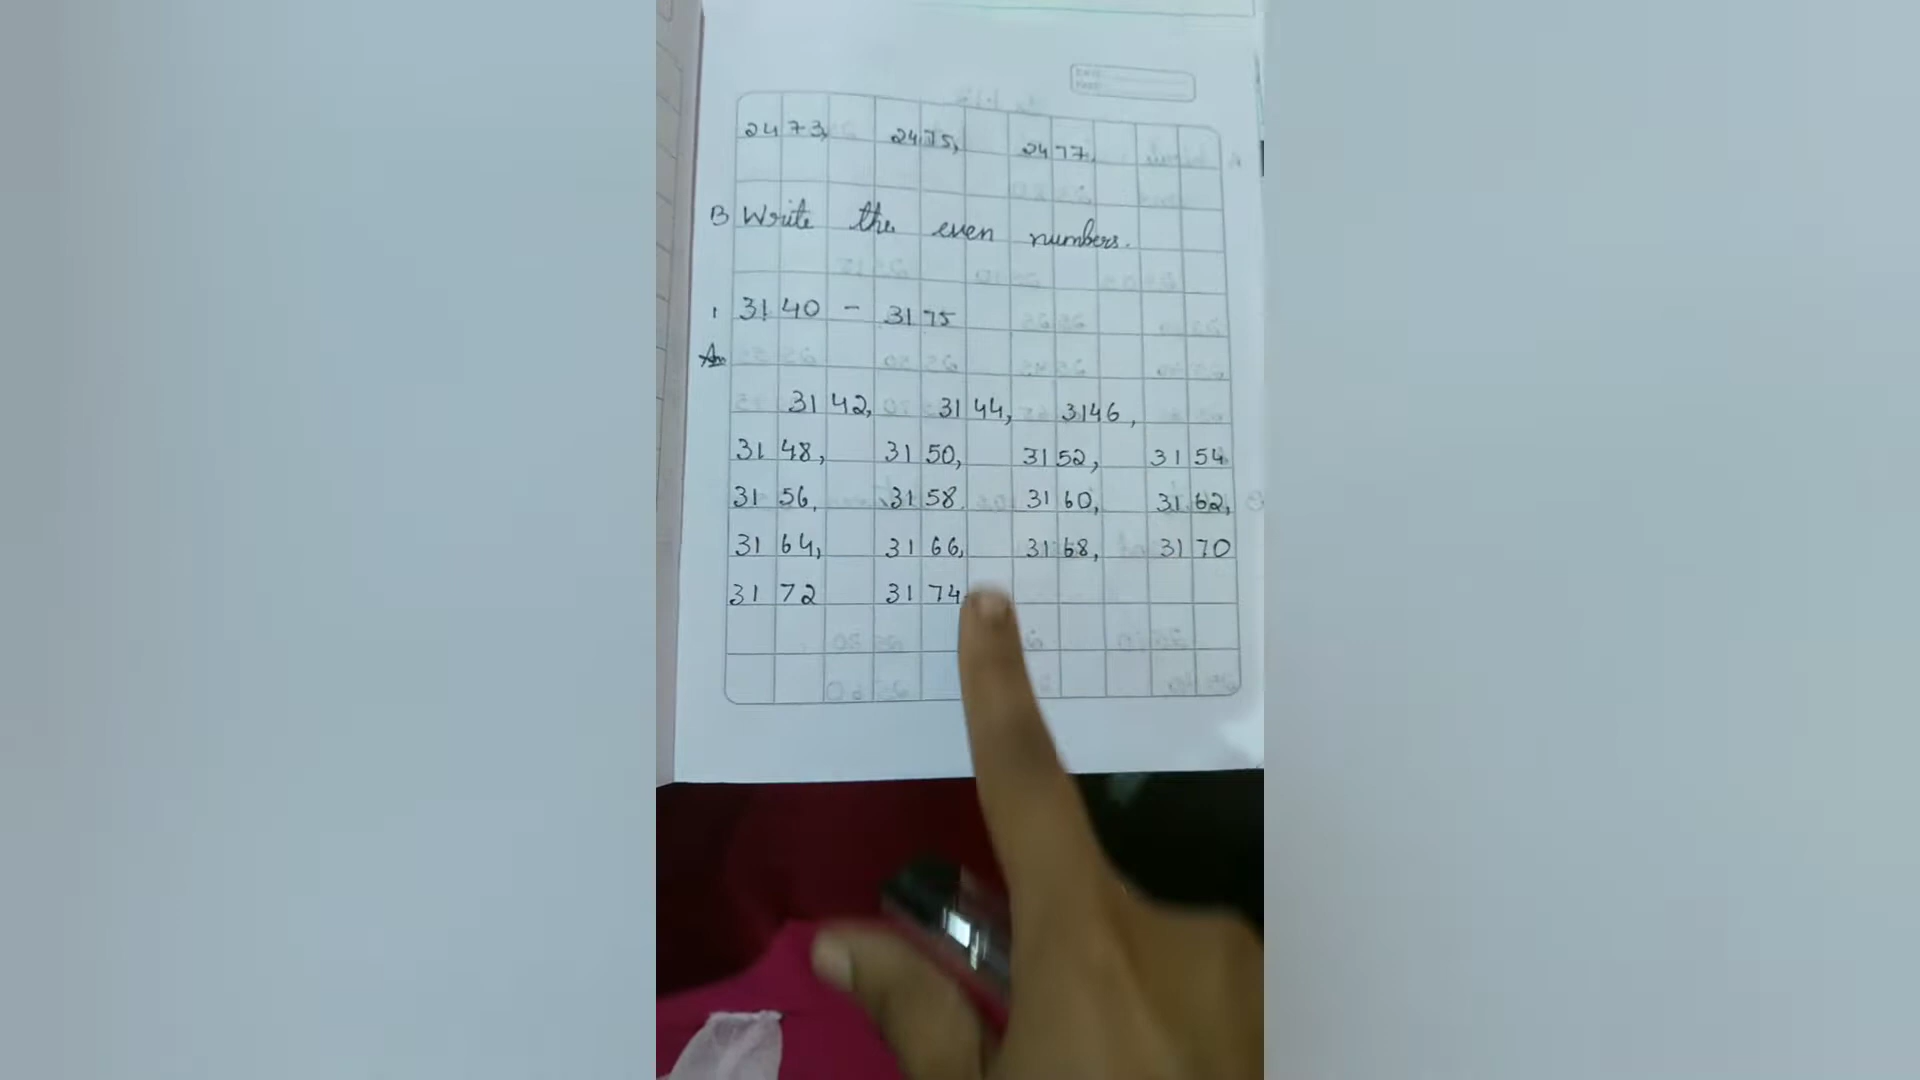 2473, 2475, 2477,
B Write the even numbers.
1 3140 - 3175
Ans
3142, 3144, 3146,
3148, 3150, 3152, 3154
3156, 3158, 3160, 3162,
3164, 3166, 3168, 3170
3172 3174